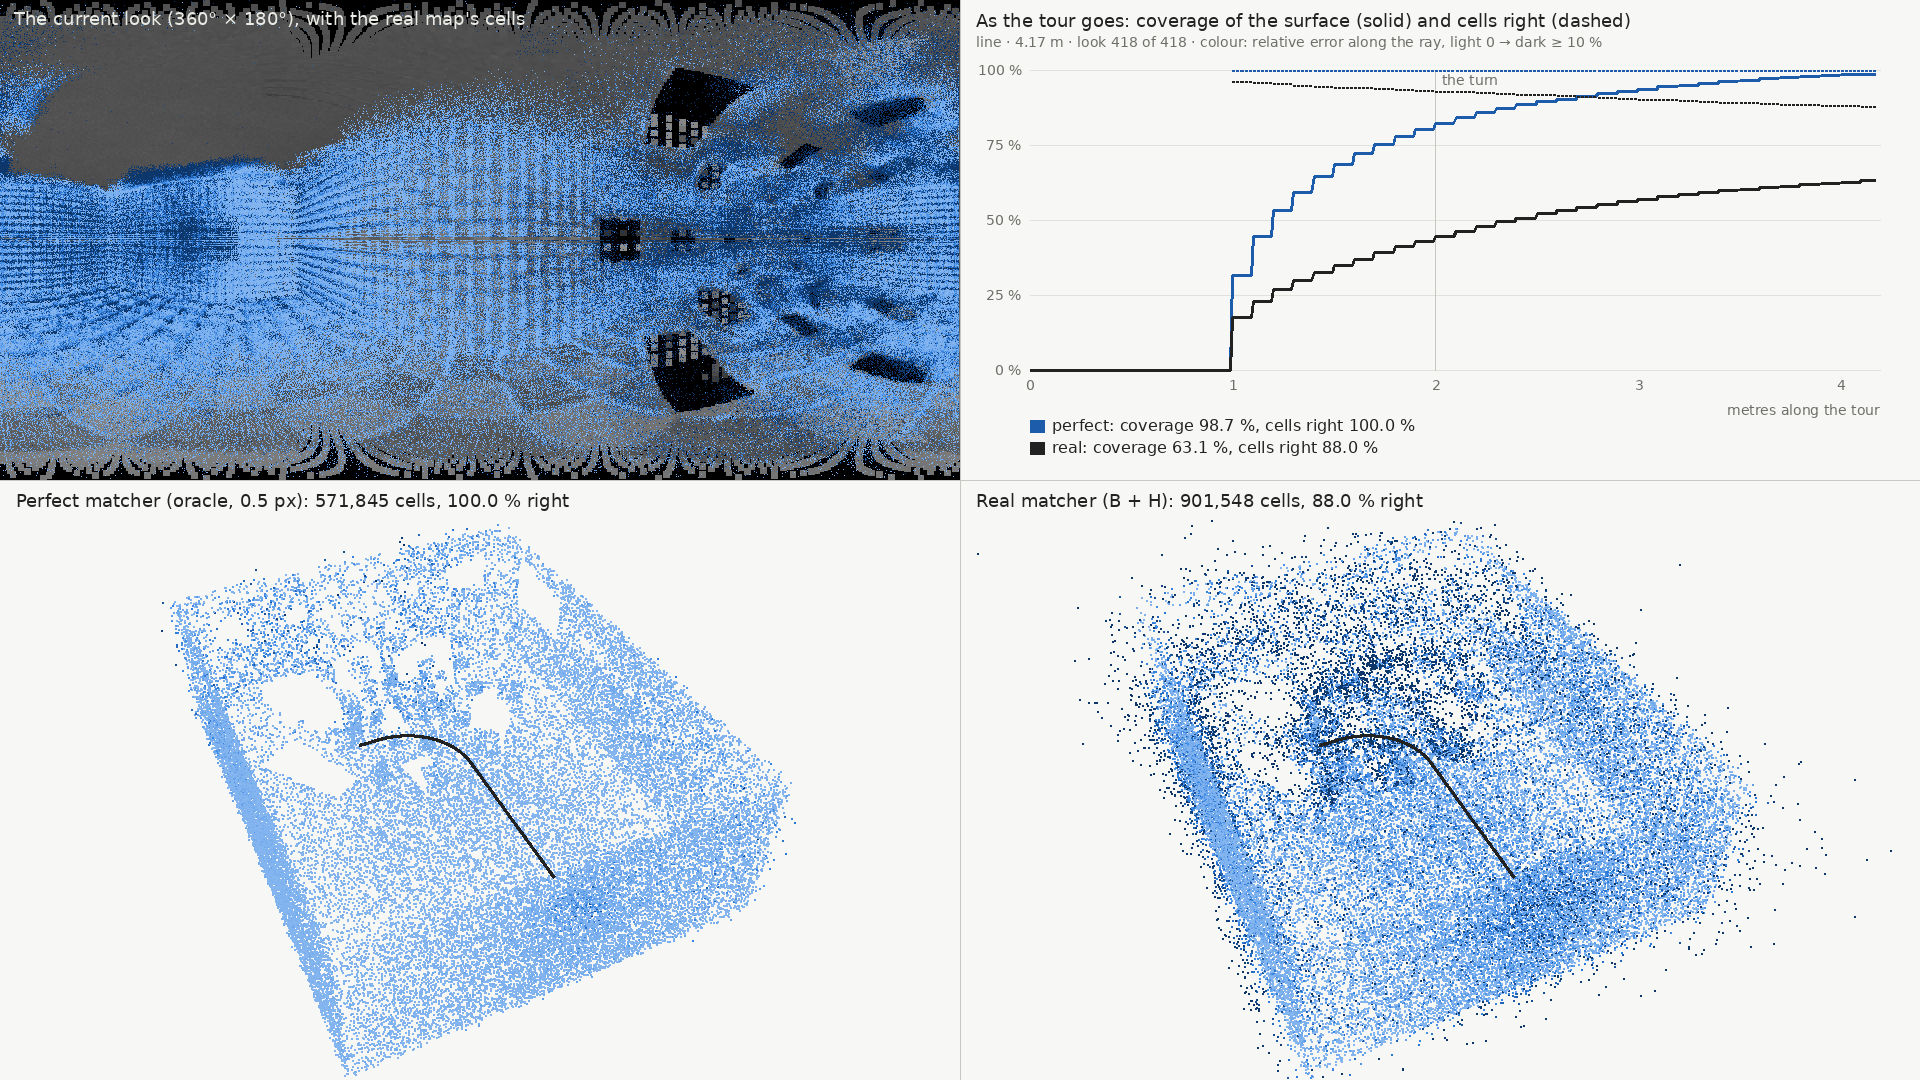 The current look (360° × 180°), with the real map's cells
As the tour goes: coverage of the surface (solid) and cells right (dashed)
line · 4.17 m · look 418 of 418 · colour: relative error along the ray, light 0 → dark ≥ 10 %
100 %
the turn
75 %
50 %
25 %
0 %
0 1 2 3 4
metres along the tour
perfect: coverage 98.7 %, cells right 100.0 %
real: coverage 63.1 %, cells right 88.0 %
Perfect matcher (oracle, 0.5 px): 571,845 cells, 100.0 % right
Real matcher (B + H): 901,548 cells, 88.0 % right